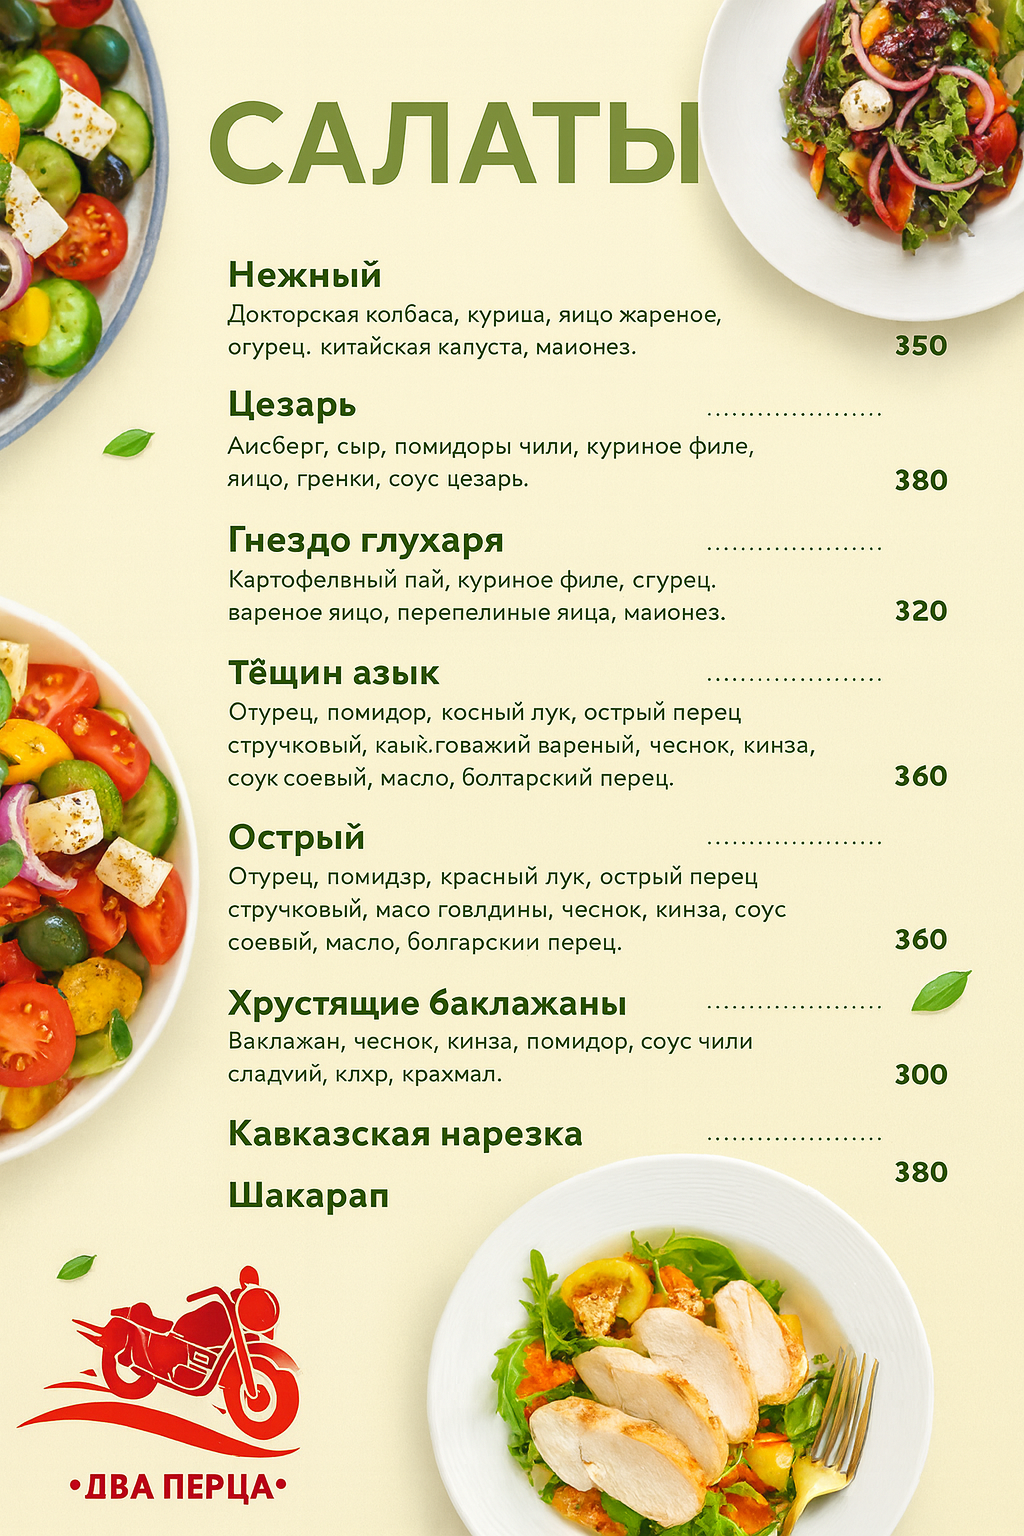 САЛАТЫ
Нежный
Докторская колбаса, курица, яицо жареное,
огурец. китайская капуста, маионез.
350
Цезарь ......................
Аисберг, сыр, помидоры чили, куриное филе,
яицо, гренки, соус цезарь.
380
Гнездо глухаря ......................
Картофелвный пай, куриное филе, сгурец.
вареное яицо, перепелиные яица, маионез.
320
Те̂щин азык ......................
Отурец, помидор, косный лук, острый перец
стручковый, каыѝ.говажий вареный, чеснок, кинза,
соук соевый, масло, болтарский перец.
360
Острый ......................
Отурец, помидзр, красный лук, острый перец
стручковый, масо говлдины, чеснок, кинза, соус
соевый, масло, болгарскии перец.
360
Хрустящие баклажаны ......................
Ваклажан, чеснок, кинза, помидор, соус чили
сладvий, клхр, крахмал.
300
Кавказская нарезка ......................
380
Шакарап
•ДВА ПЕРЦА•